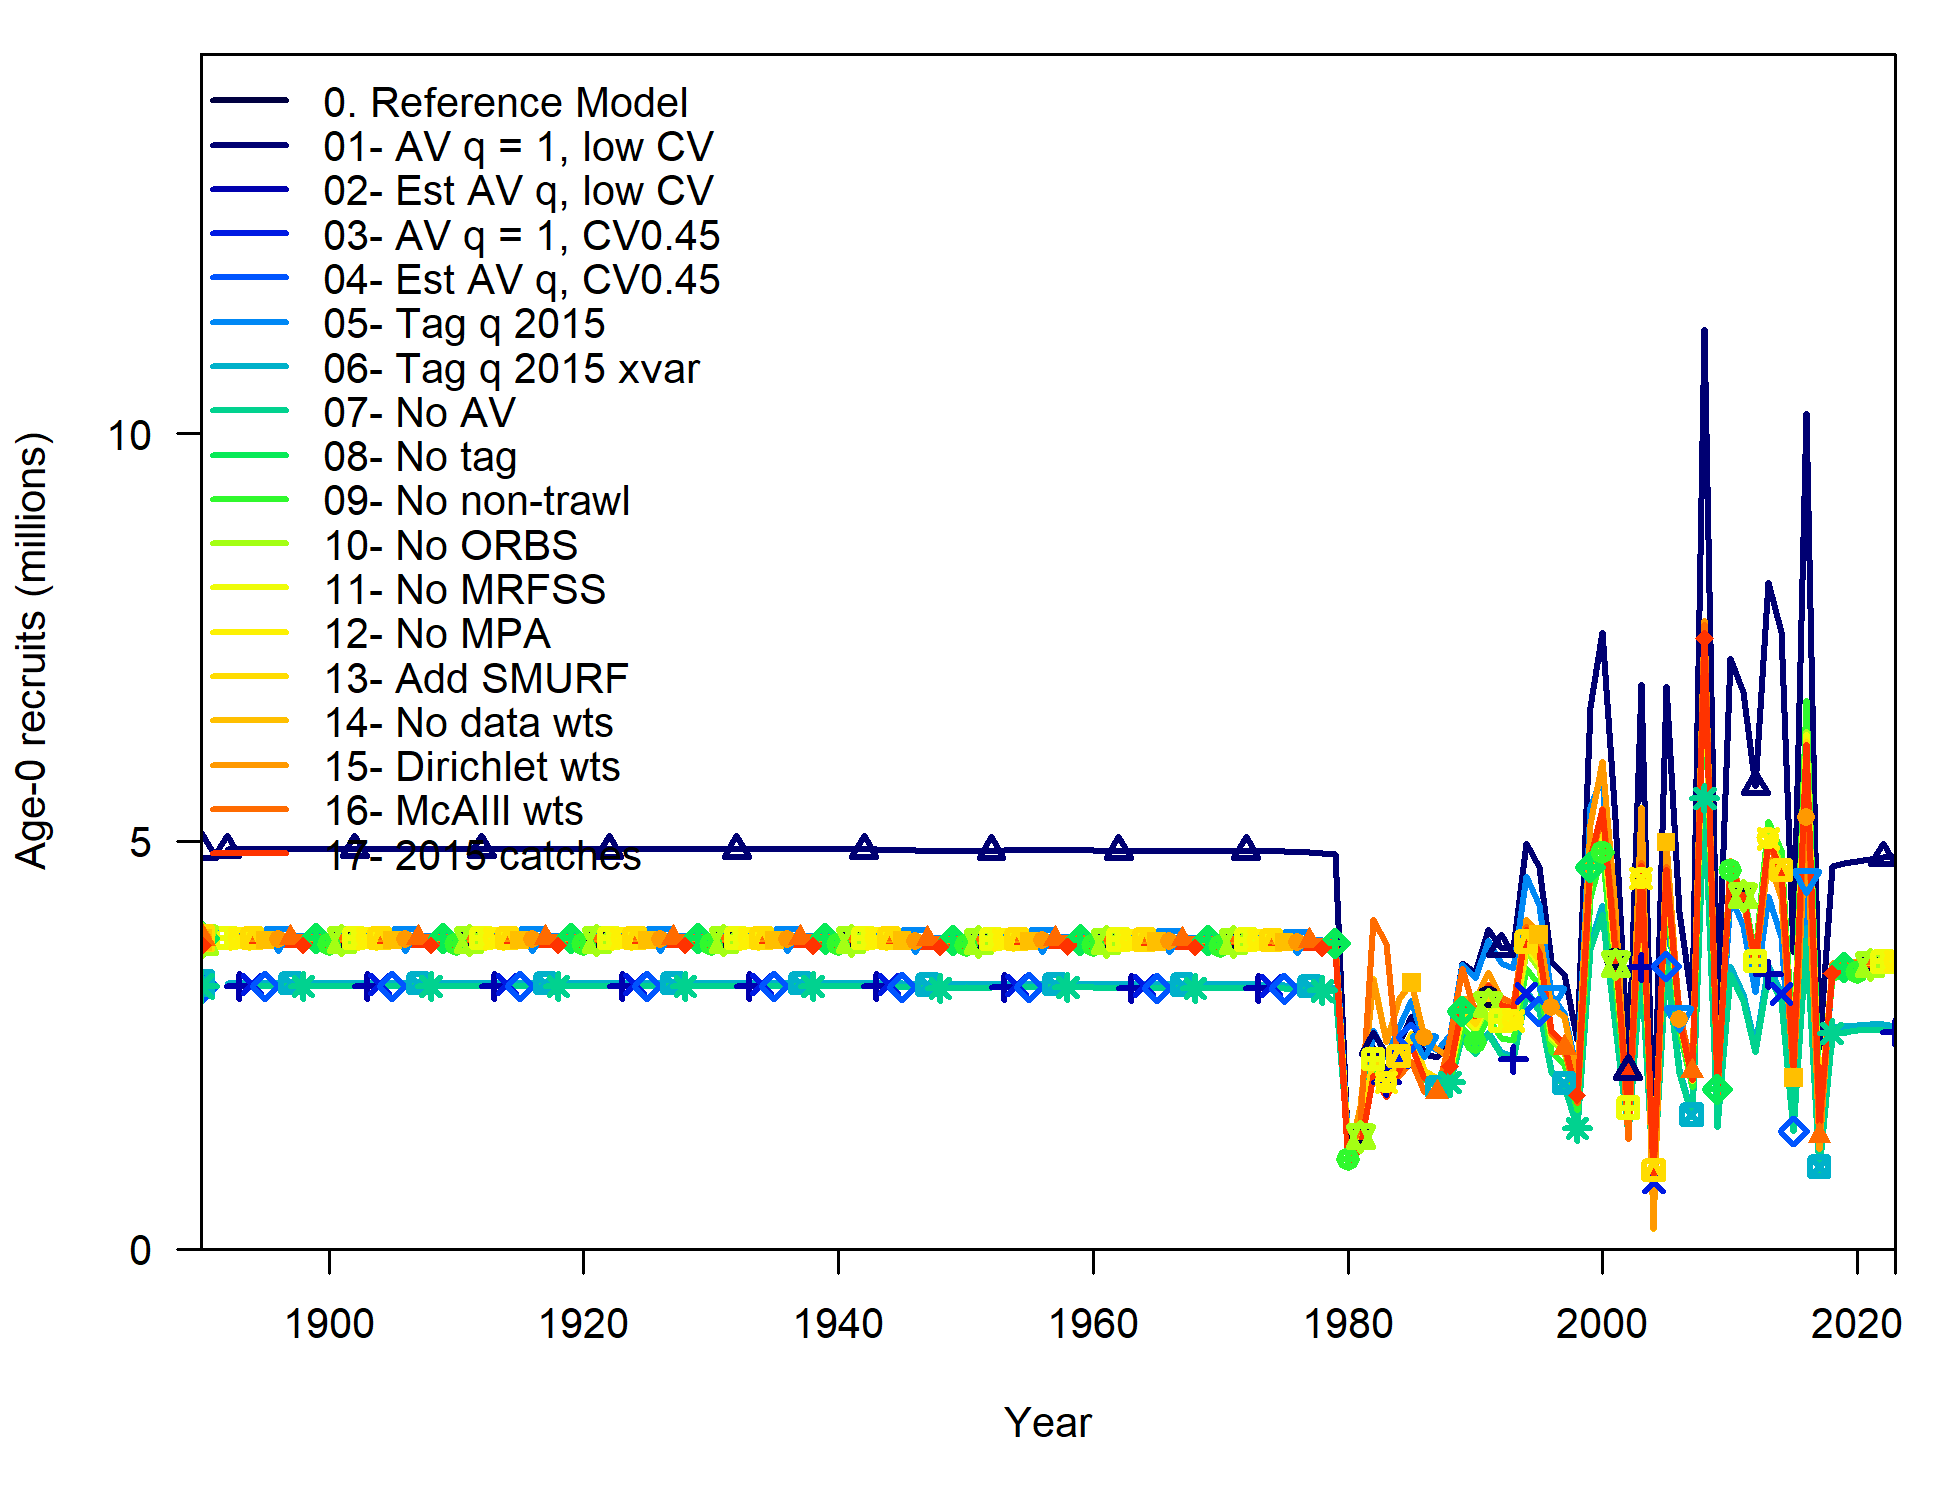 0. Reference Model
01- AV q = 1, low CV
02- Est AV q, low CV
03- AV q = 1, CV0.45
04- Est AV q, CV0.45
05- Tag q 2015
06- Tag q 2015 xvar
07- No AV
08- No tag
09- No non-trawl
10- No ORBS
11- No MRFSS
12- No MPA
13- Add SMURF
14- No data wts
15- Dirichlet wts
16- McAIII wts
17- 2015 catches
Age-0 recruits (millions)
10
5
0
1900 1920 1940 1960 1980 2000 2020
Year